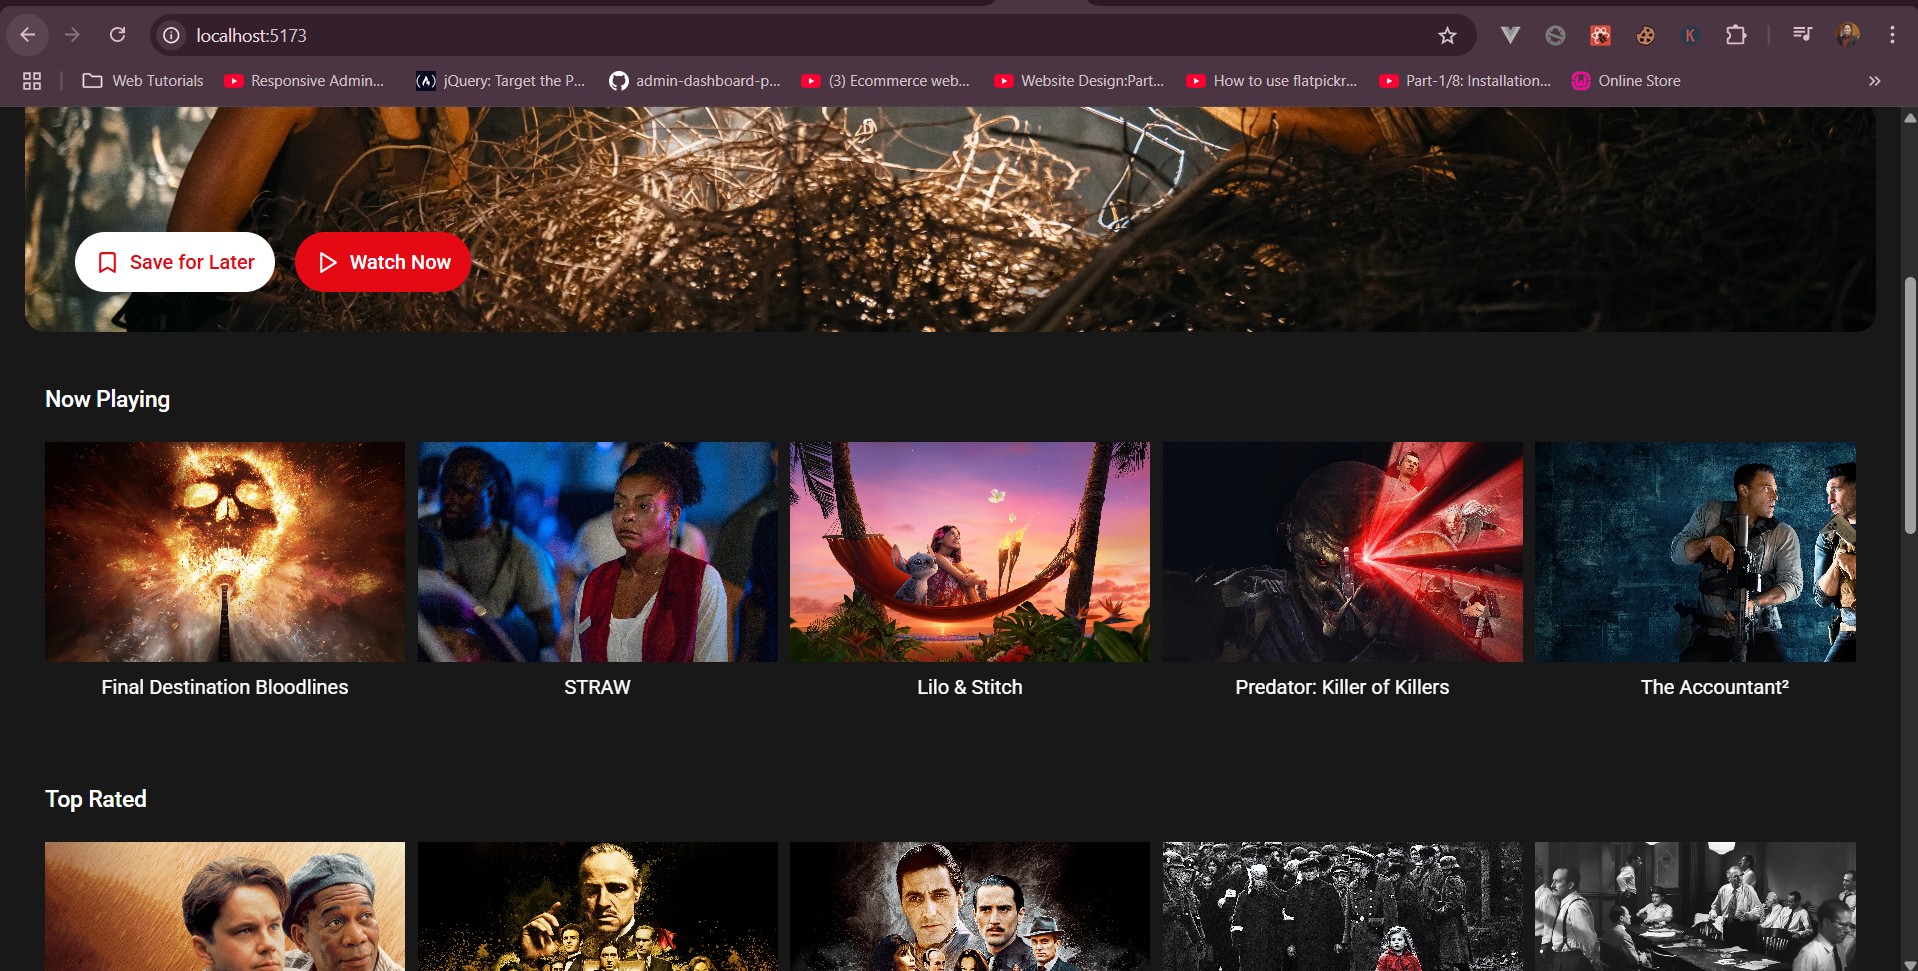 localhost:5173
Web Tutorials
Responsive Admin...
jQuery: Target the P...
admin-dashboard-p...
(3) Ecommerce web...
Website Design:Part...
How to use flatpickr...
Part-1/8: Installation...
Online Store
Save for Later
Watch Now
Now Playing
Final Destination Bloodlines
STRAW
Lilo & Stitch
Predator: Killer of Killers
The Accountant²
Top Rated